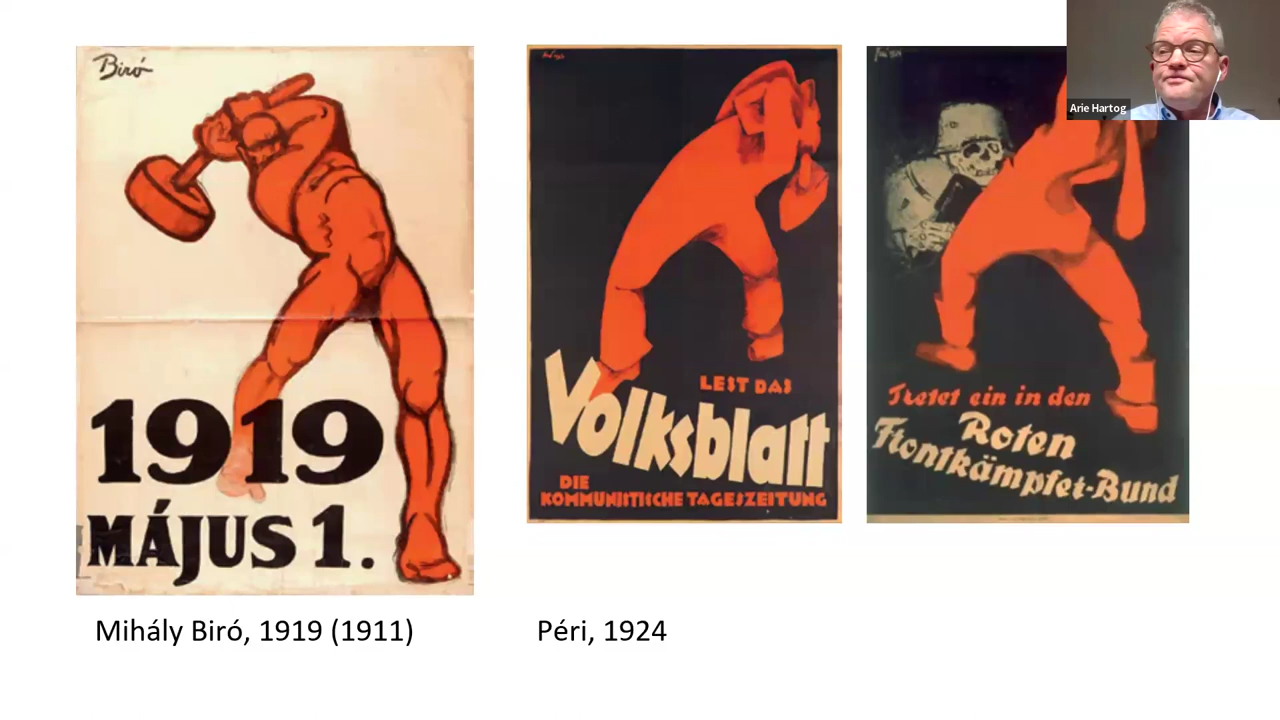 Biró
1919
MÁJUS 1.
Mihály Biró, 1919 (1911)
LEST DAS
Volksblatt
DIE
KOMMUNISTISCHE TAGESZEITUNG
Péri, 1924
Tretet ein in den
Roten
Frontkämpfer-Bund
Arie Hartog